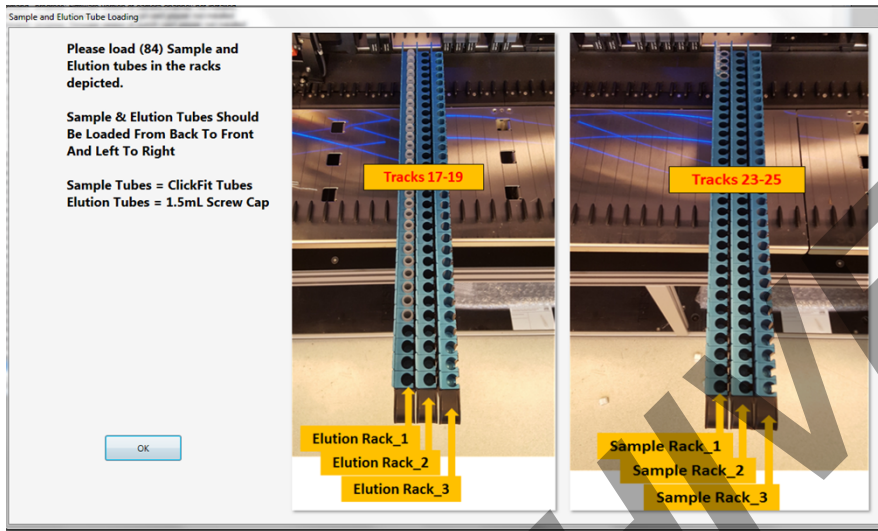 Sample and Elution Tube Loading
Please load (84) Sample and
Elution tubes in the racks
depicted.
Sample & Elution Tubes Should
Be Loaded From Back To Front
And Left To Right
Sample Tubes = ClickFit Tubes
Elution Tubes = 1.5mL Screw Cap
OK
Tracks 17-19
Elution Rack_1
Elution Rack_2
Elution Rack_3
Tracks 23-25
Sample Rack_1
Sample Rack_2
Sample Rack_3